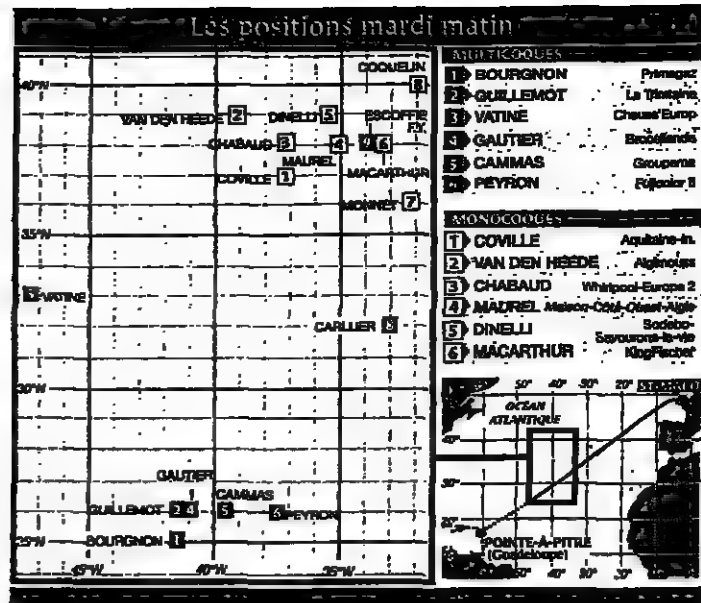 Les positions mardi matin
COQUELIN
8
40°N
VAN DEN HEEDE 2
DINELLI 5
ESCOFFIER
F.Y.
CHABAUD 3
4
6
MAUREL
MACARTHUR
COVILLE 1
MONNET 7
35°N
VATINE
CARLIER 8
30°N
GAUTIER
GUILLEMOT 2 4
CAMMAS
5
6 PEYRON
BOURGNON 1
25°N
45°W 40°W 35°W
MULTICOQUES
1 BOURGNON Primagaz
2 GUILLEMOT La Trinitaine
3 VATINE Chauss'Europ
4 GAUTIER Brocéliande
5 CAMMAS Groupama
6 PEYRON Fujicolor II
MONOCOQUES
1 COVILLE Aquitaine-In.
2 VAN DEN HEEDE Algimouss
3 CHABAUD Whirlpool-Europe 2
4 MAUREL Maison-Côté-Ouest-Aigle
5 DINELLI Sodebo-
Savourons-la-vie
6 MACARTHUR KingFischer
50° 40° 30° 20°
OCÉAN
ATLANTIQUE
40°
30°
20°
POINTE-À-PITRE
(Guadeloupe)
50° 40° 30° 20°